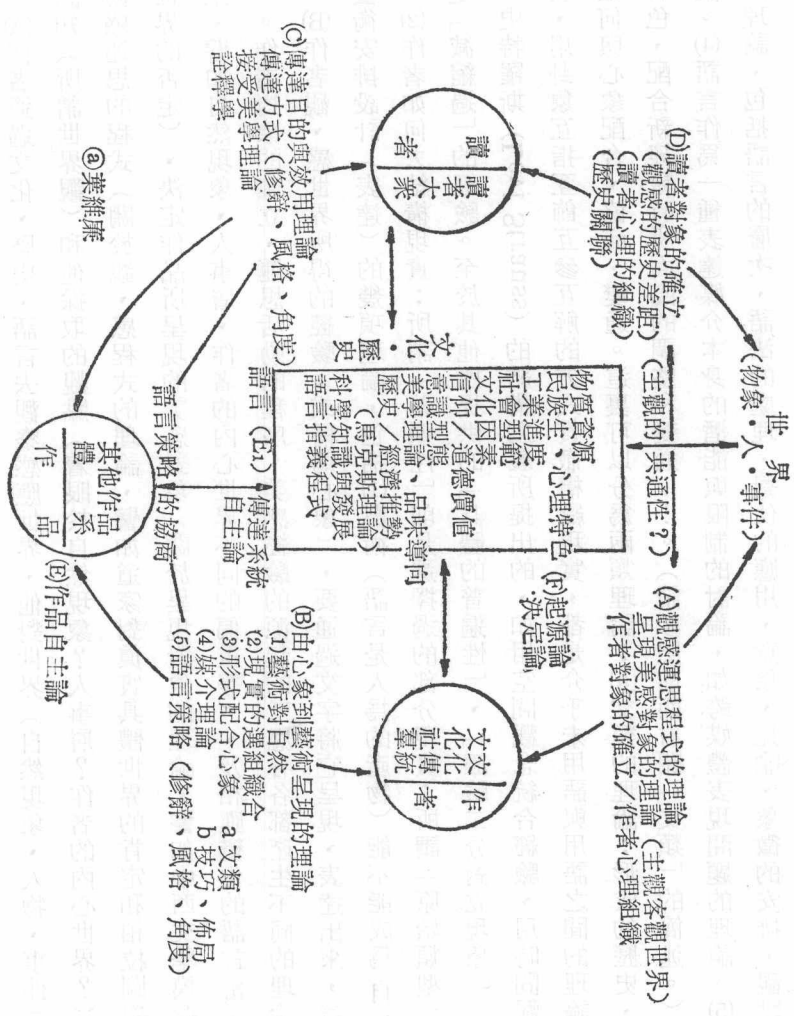 世界
(物象・人・事件)
(D)讀者對象的確立
(觀感的歷史差距)
(讀者心理的組織)
(歷史關聯)
(主觀的/共通性?)
(A)觀感運思程式的理論
呈現美感對象的理論(主觀客觀世界)
作者對象的確立/作者心理組織
讀者
讀者大衆
文化・歷史
物質資源
民族生、心理特色
工業進度
社會型範
文化因素
信仰/道德價值
意識型態
歷史/經濟推勢
(馬克斯理論)
美學理論、品味導向
科學知識與發展
語言指義程式
語言(E₁)
(F)起源論
・決定論
作者
文化傳統
文化社羣
(C)傳達目的與效用理論
傳達方式(修辭、風格、角度)
接受美學理論
詮釋學
語言策略的協商
傳達系統
自主論
(B)由心象到藝術呈現的理論
(1)藝術對自然
(2)現實的選組織合
(3)形式配合心象
(4)媒介理論
a文類
b技巧、佈局
(5)語言策略(修辭、風格、角度)
其他作品
體系
作品
(E)作品自主論
ⓐ葉維廉